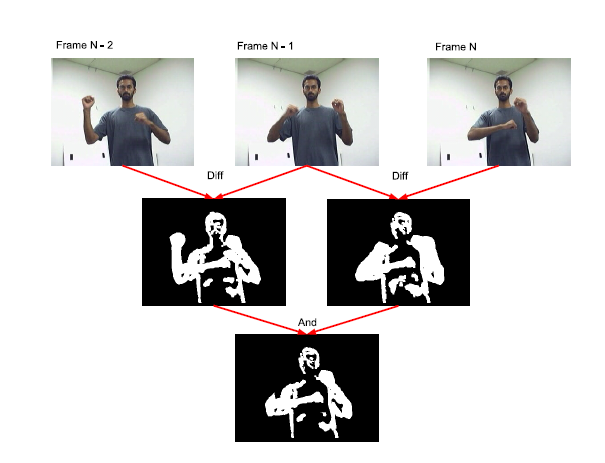 Frame N - 2
Frame N - 1
Frame N
Diff
Diff
And